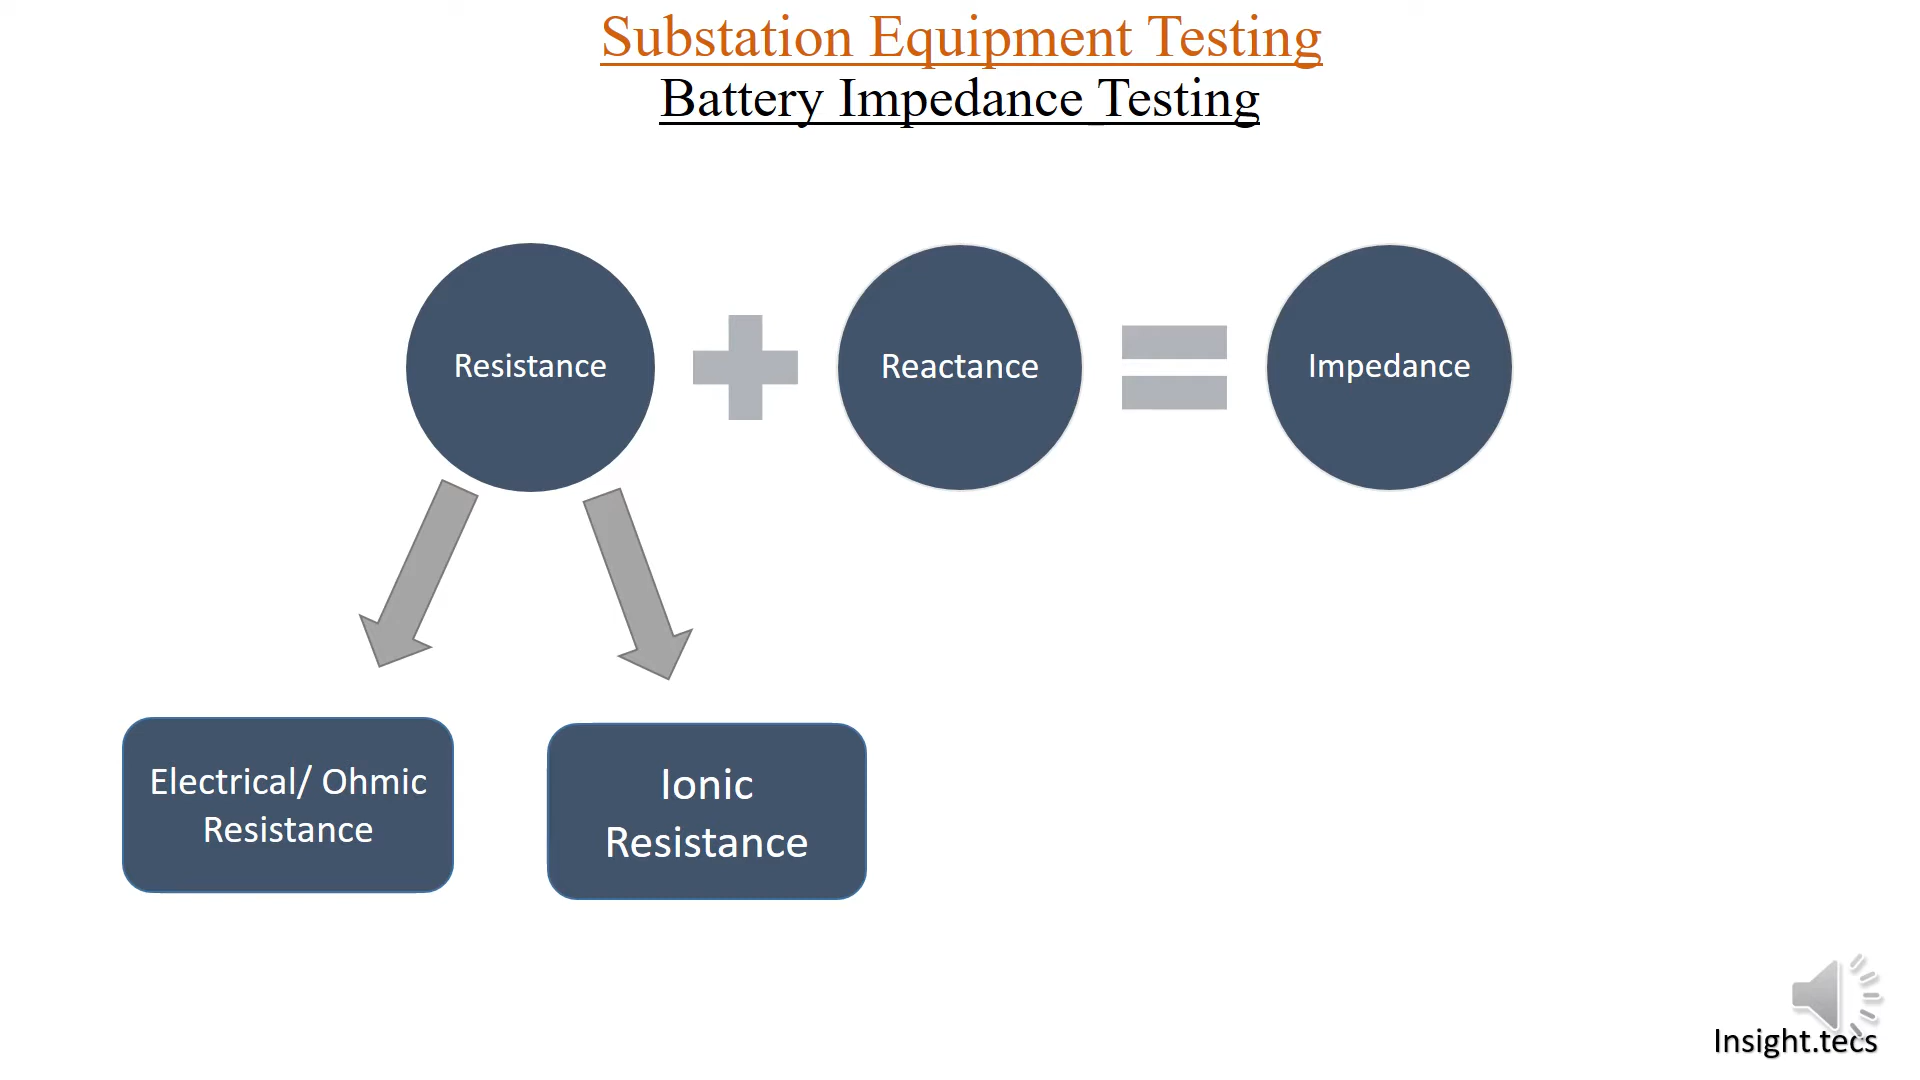 Substation Equipment Testing
Battery Impedance Testing
Resistance
Reactance
Impedance
Electrical/ Ohmic
Resistance
Ionic
Resistance
Insight.tecs